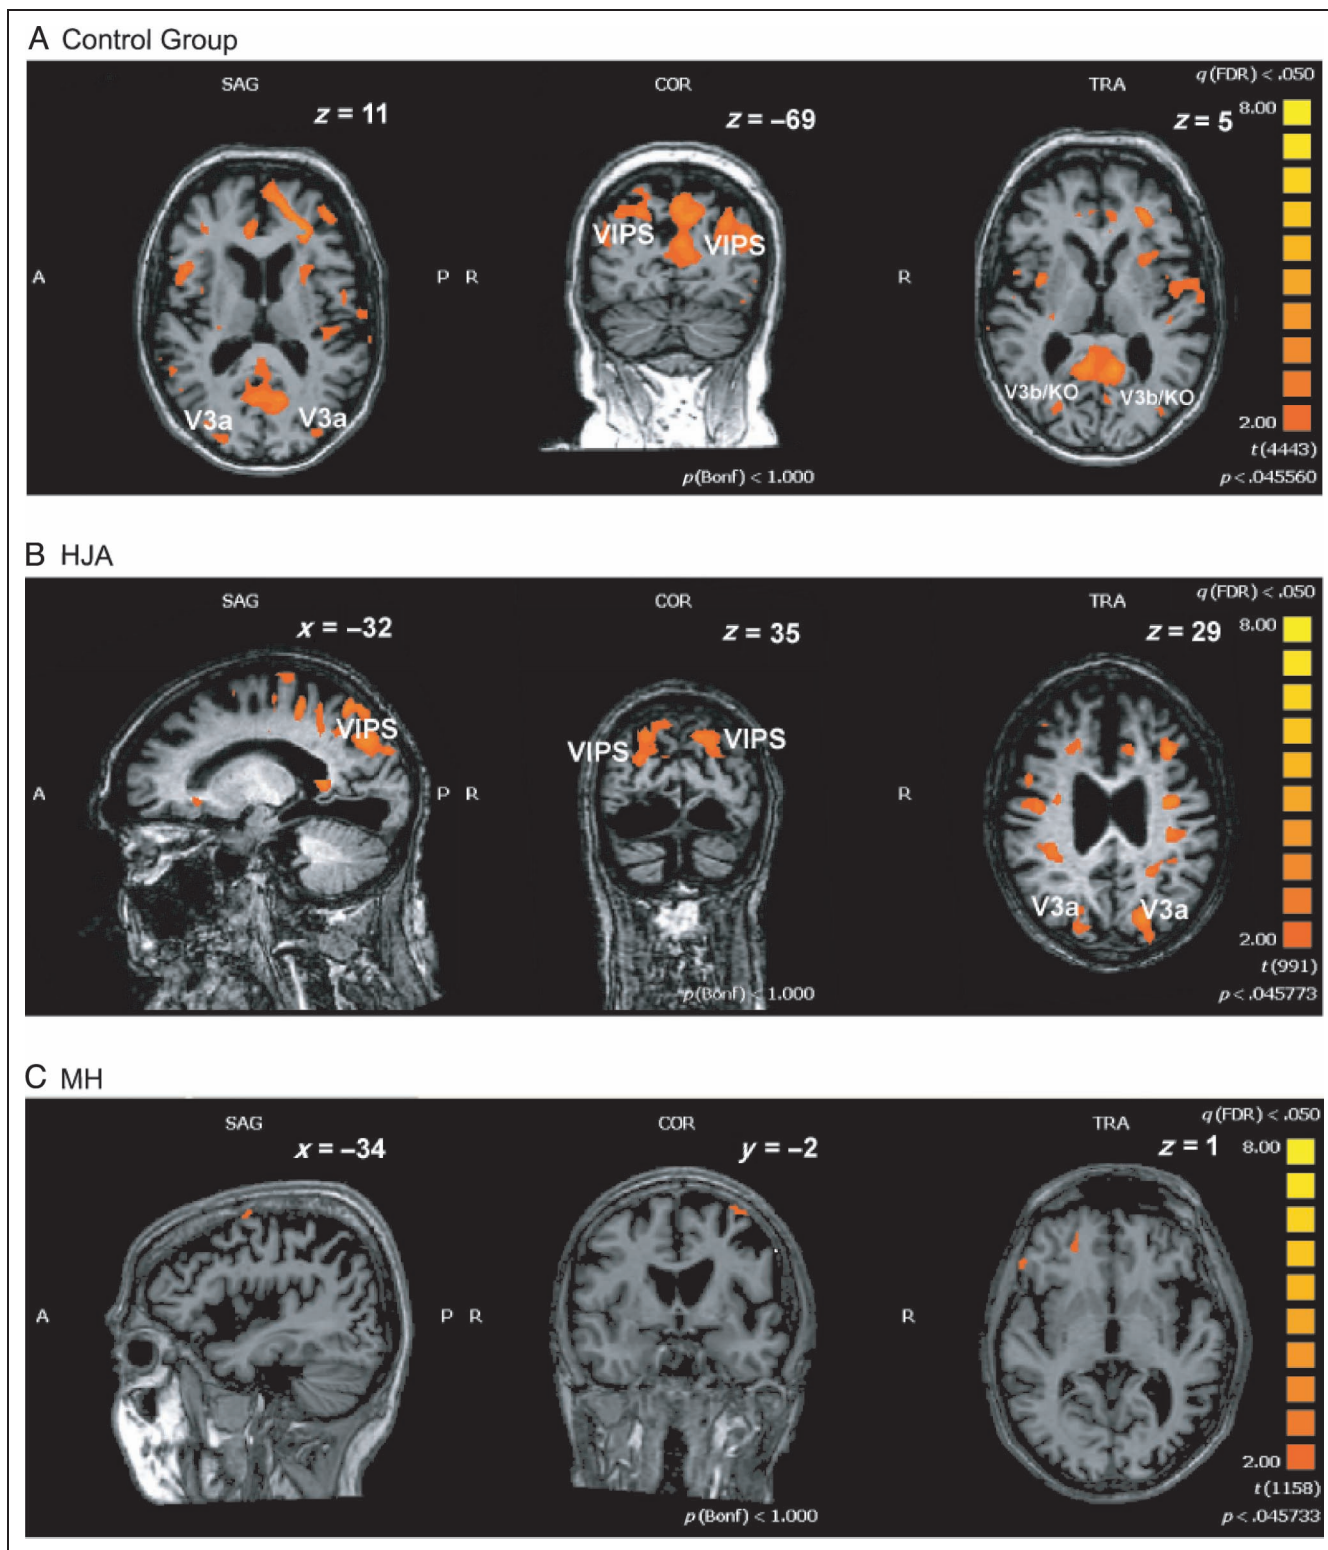 A Control Group
SAG
z = 11
COR
z = –69
TRA
z = 5
q(FDR) < .050
8.00
VIPS
VIPS
A
P R
R
V3a
V3a
V3b/KO
V3b/KO
2.00
t(4443)
p(Bonf) < 1.000
p < .045560
B HJA
SAG
x = –32
COR
z = 35
TRA
z = 29
q(FDR) < .050
8.00
VIPS
VIPS
VIPS
A
P R
R
V3a
V3a
2.00
t(991)
p(Bonf) < 1.000
p < .045773
C MH
SAG
x = –34
COR
y = –2
TRA
z = 1
q(FDR) < .050
8.00
A
P R
R
2.00
t(1158)
p(Bonf) < 1.000
p < .045733